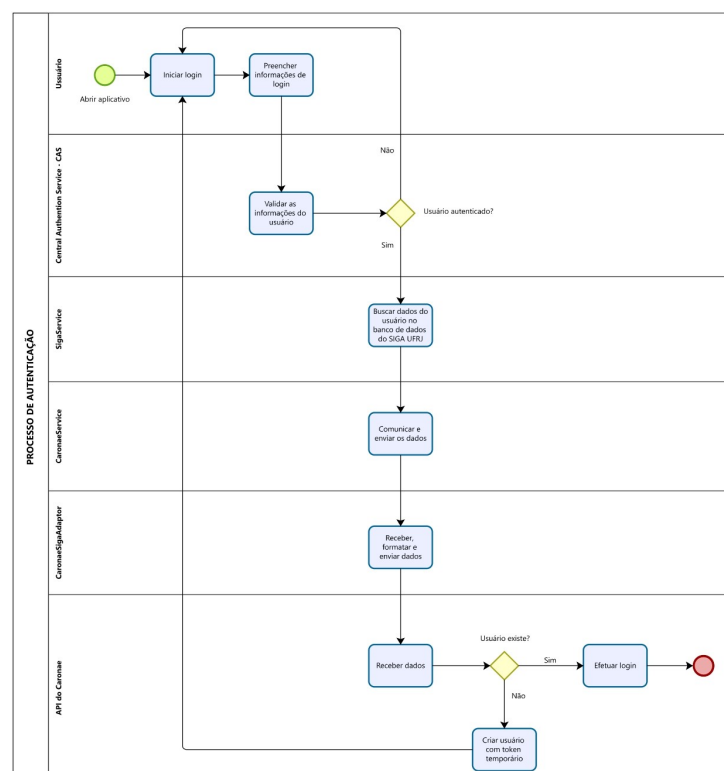 PROCESSO DE AUTENTICAÇÃO
Usuário
Abrir aplicativo
Iniciar login
Preencher
informações de
login
Central Authention Service - CAS
Validar as
informações do
usuário
Não
Usuário autenticado?
Sim
SigaService
Buscar dados do
usuário no
banco de dados
do SIGA UFRJ
CaronaeService
Comunicar e
enviar os dados
CaronaeSigaAdaptor
Receber,
formatar e
enviar dados
API do Caronae
Receber dados
Usuário existe?
Sim
Efetuar login
Não
Criar usuário
com token
temporário